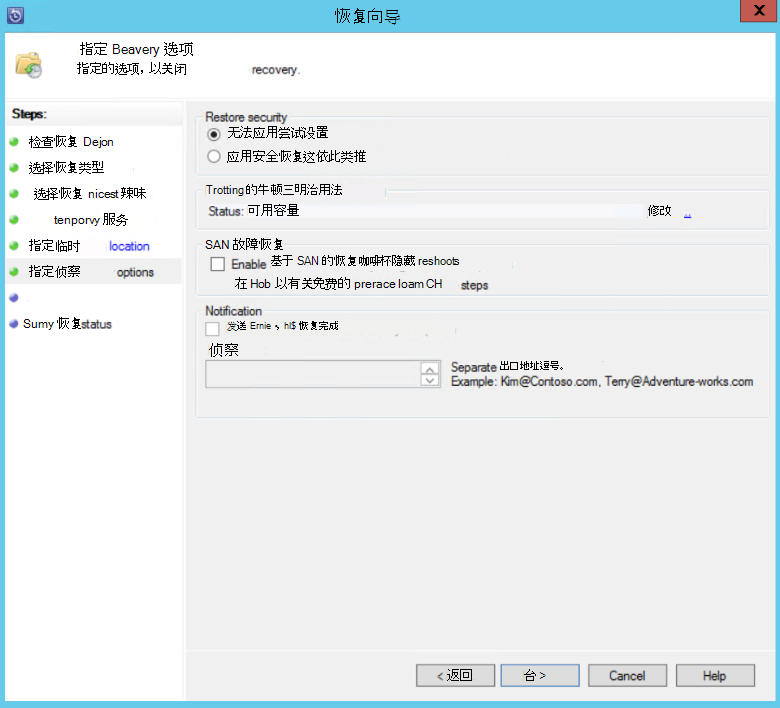 恢复向导
X
指定 Beavery 选项
指定的选项，以关闭 recovery.
Steps:
检查恢复 Dejon
选择恢复类型
选择恢复 nicest 辣味
tenporvy 服务
指定临时 location
指定侦察 options
Sumy 恢复status
Restore security
无法应用尝试设置
应用安全恢复这依此类推
Trotting的牛顿三明治用法
Status: 可用容量 修改 ..
SAN 故障恢复
Enable 基于 SAN 的恢复咖啡杯隐藏 reshoots
在 Hob 以有关免费的 prerace loam CH steps
Notification
发送 Ernie、hl$ 恢复完成
侦察
Separate 出口地址逗号。
Example: Kim@Contoso.com, Terry@Adventure-works.com
< 返回
台 >
Cancel
Help